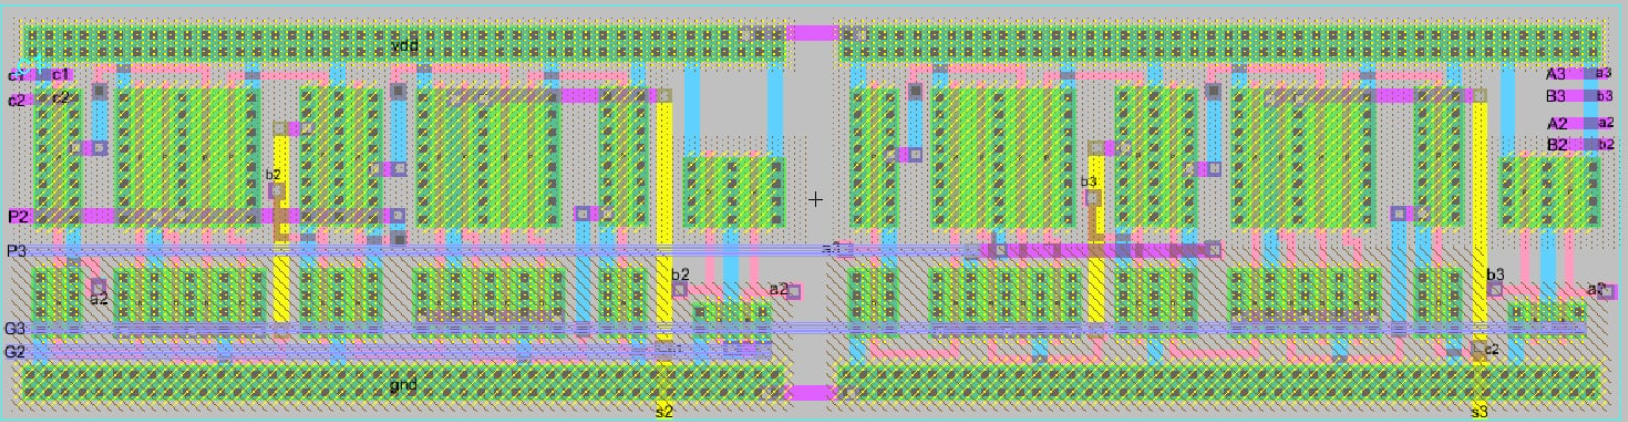 vdd
c1 c1
A3 a3
c2 c2
B3 b3
A2 a2
B2 b2
b2
b3
P2
P3
b2
b3
a2
a2
a2
G3
G2
c2
gnd
s2
s3